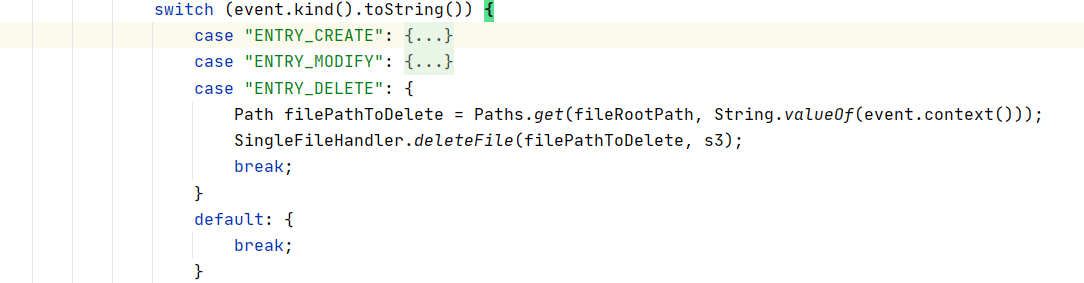 switch (event.kind().toString()) {
case "ENTRY_CREATE": {...}
case "ENTRY_MODIFY": {...}
case "ENTRY_DELETE": {
Path filePathToDelete = Paths.get(fileRootPath, String.valueOf(event.context()));
SingleFileHandler.deleteFile(filePathToDelete, s3);
break;
}
default: {
break;
}